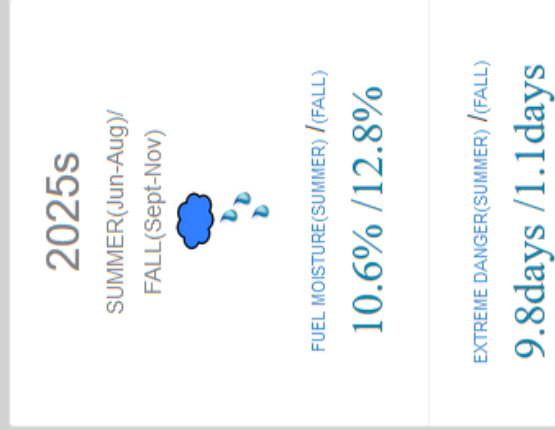 2025s
SUMMER(Jun-Aug)/
FALL(Sept-Nov)
FUEL MOISTURE(SUMMER) /(FALL)
10.6% /12.8%
EXTREME DANGER(SUMMER) /(FALL)
9.8days /1.1days